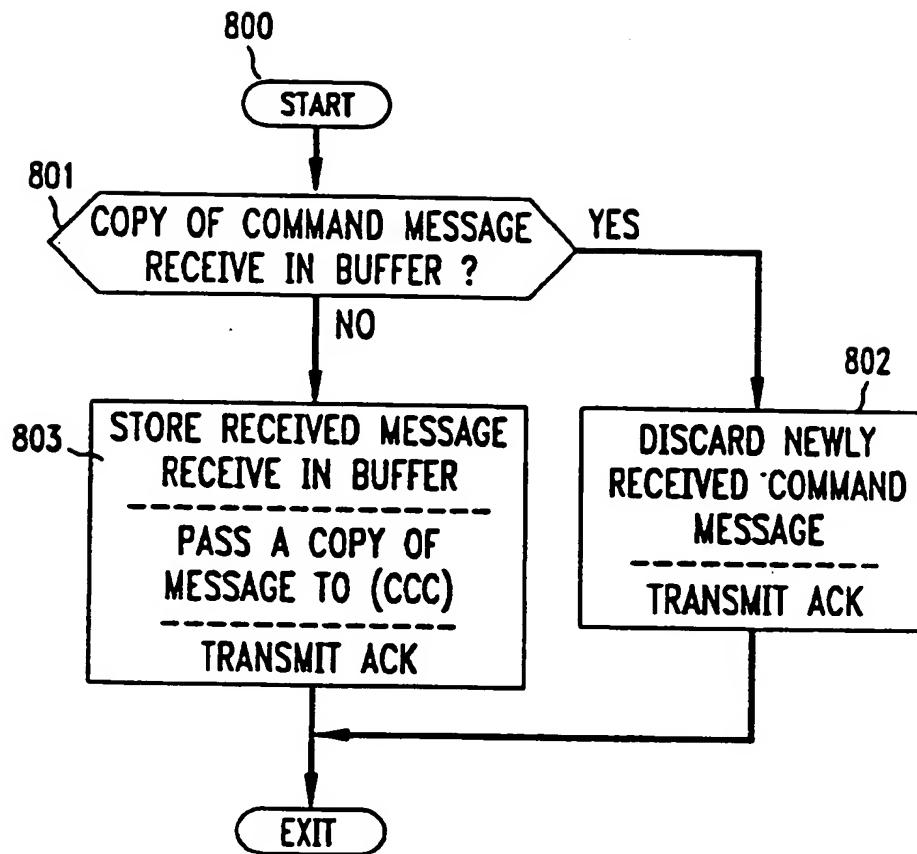 800
START
801
COPY OF COMMAND MESSAGE
RECEIVE IN BUFFER ?
YES
NO
802
803
STORE RECEIVED MESSAGE
RECEIVE IN BUFFER
PASS A COPY OF
MESSAGE TO (CCC)
TRANSMIT ACK
DISCARD NEWLY
RECEIVED COMMAND
MESSAGE
TRANSMIT ACK
EXIT